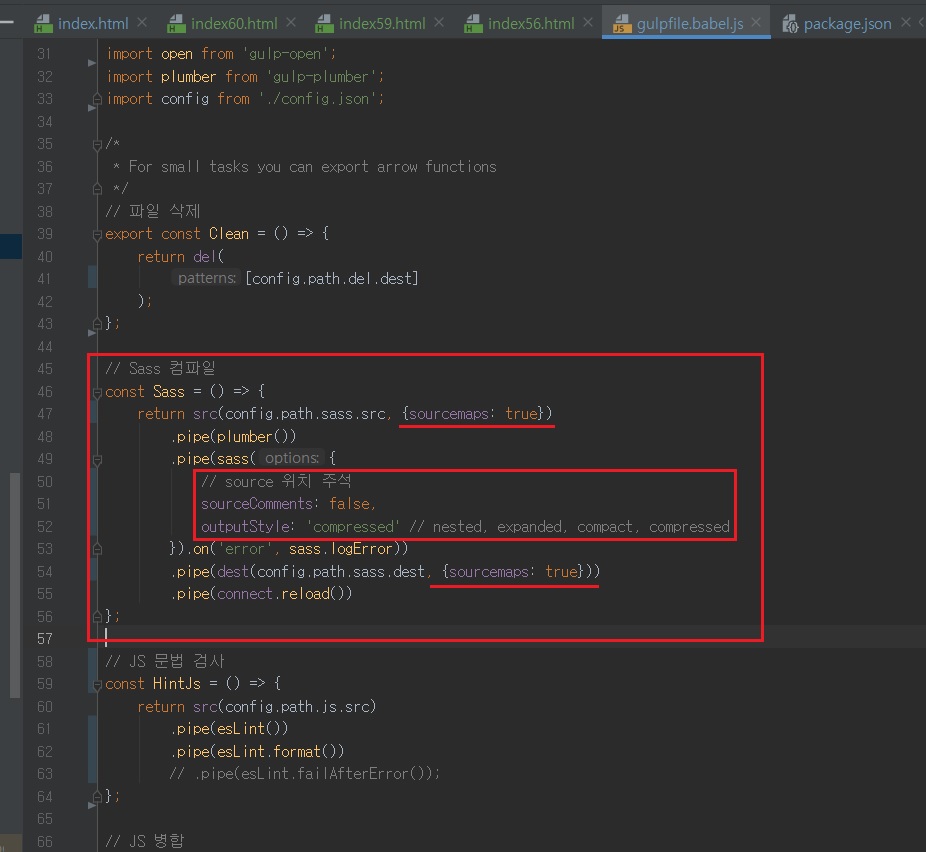 index.html
index60.html
index59.html
index56.html
gulpfile.babel.js
package.json
31 import open from 'gulp-open';
32 import plumber from 'gulp-plumber';
33 import config from './config.json';
34
35 /*
36  * For small tasks you can export arrow functions
37  */
38 // 파일 삭제
39 export const Clean = () => {
40     return del(
41         patterns: [config.path.del.dest]
42     );
43 };
44
45 // Sass 컴파일
46 const Sass = () => {
47     return src(config.path.sass.src, {sourcemaps: true})
48         .pipe(plumber())
49         .pipe(sass( options: {
50             // source 위치 주석
51             sourceComments: false,
52             outputStyle: 'compressed' // nested, expanded, compact, compressed
53         }).on('error', sass.logError))
54         .pipe(dest(config.path.sass.dest, {sourcemaps: true}))
55         .pipe(connect.reload())
56 };
57
58 // JS 문법 검사
59 const HintJs = () => {
60     return src(config.path.js.src)
61         .pipe(esLint())
62         .pipe(esLint.format())
63         // .pipe(esLint.failAfterError());
64 };
65
66 // JS 병합